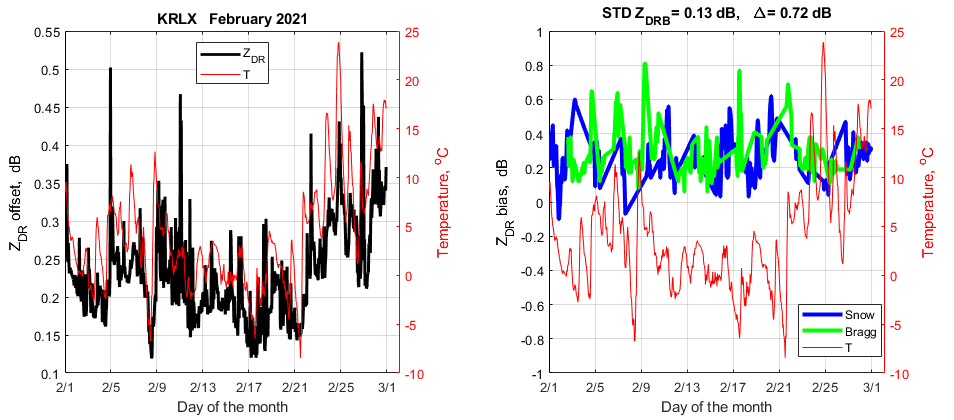 KRLX February 2021
0.55
0.5
0.45
0.4
0.35
0.3
0.25
0.2
0.15
0.1
Z_DR offset, dB
Z_DR
T
25
20
15
10
5
0
-5
-10
Temperature, °C
2/1 2/5 2/9 2/13 2/17 2/21 2/25 3/1
Day of the month
STD Z_DRB = 0.13 dB, Δ = 0.72 dB
1
0.8
0.6
0.4
0.2
0
-0.2
-0.4
-0.6
-0.8
-1
Z_DR bias, dB
Snow
Bragg
T
25
20
15
10
5
0
-5
-10
Temperature, °C
2/1 2/5 2/9 2/13 2/17 2/21 2/25 3/1
Day of the month